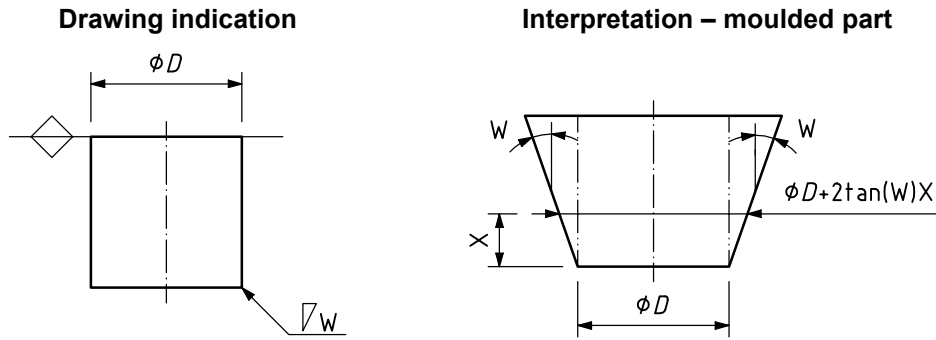 Drawing indication
Interpretation – moulded part
ϕD
W
W
W
ϕD+2tan(W)X
X
ϕD